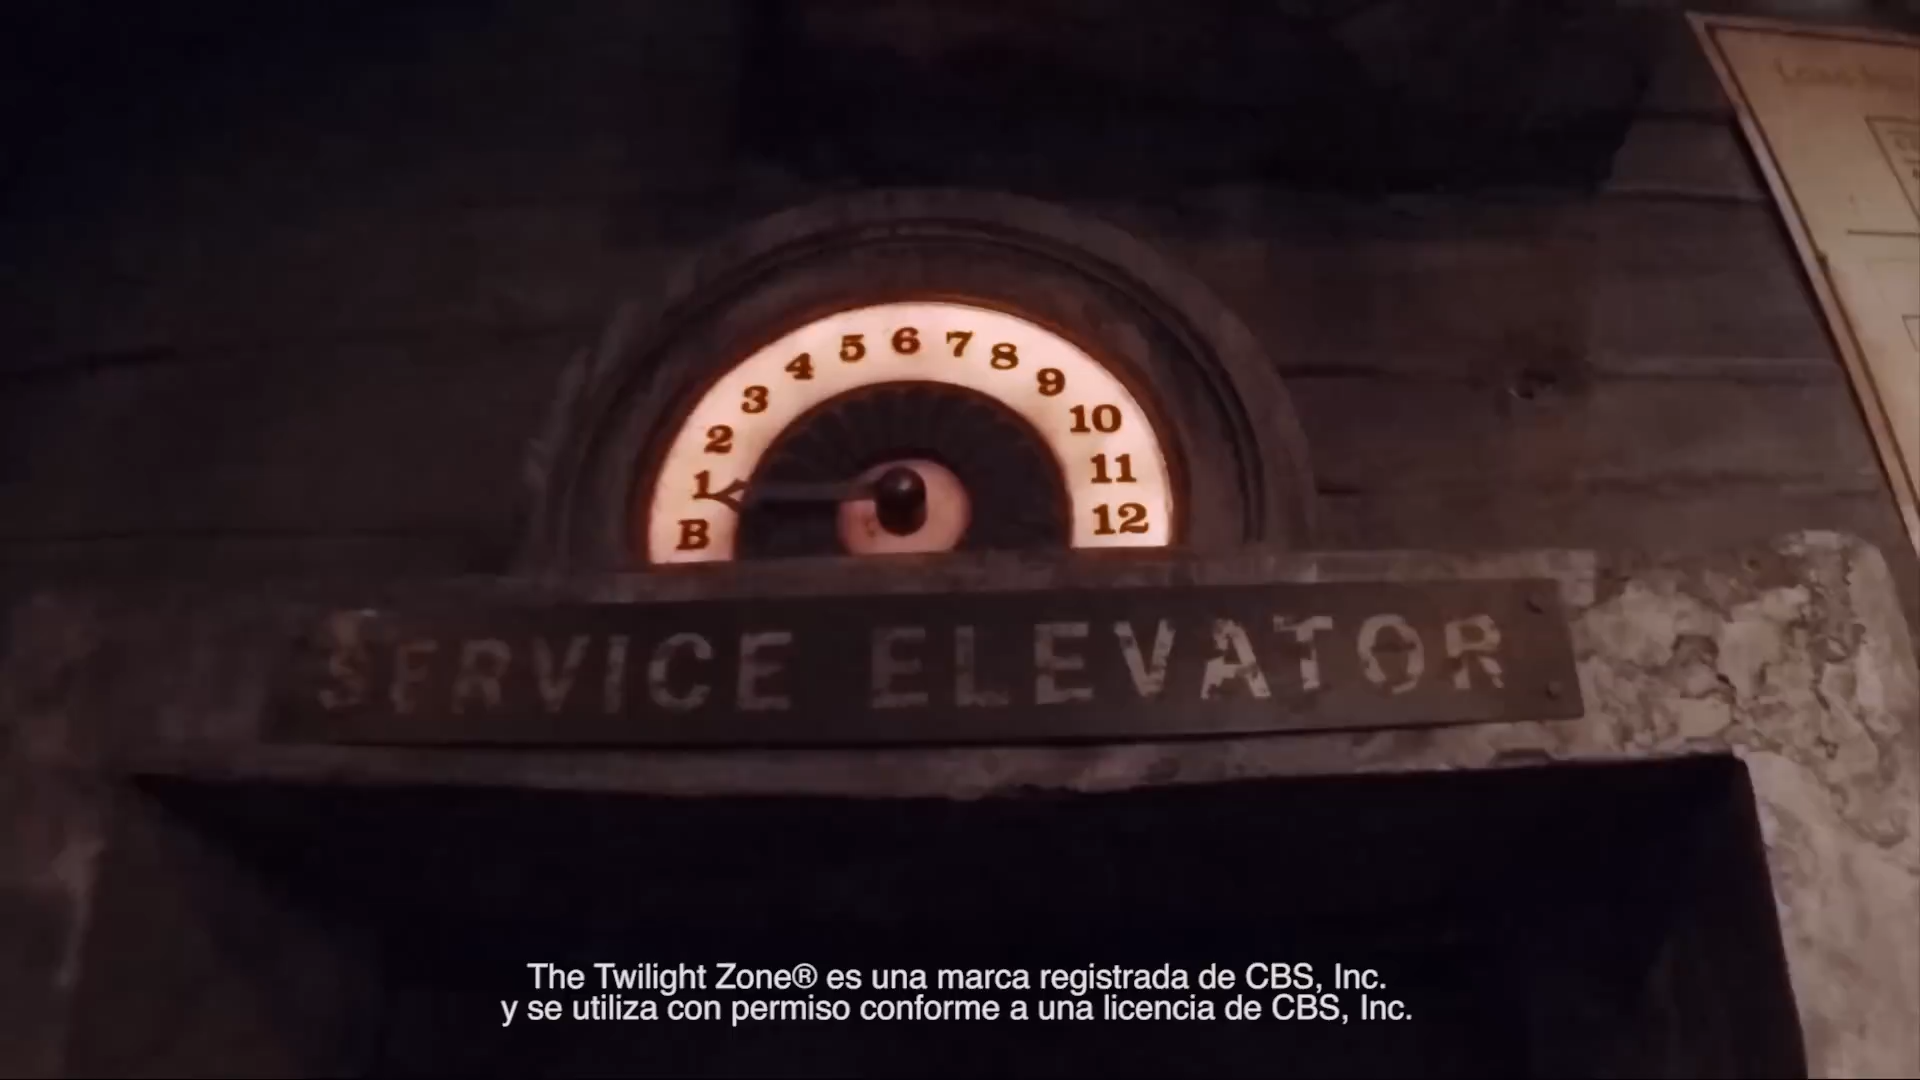 5 6 7 8
4 9
3 10
2 11
1 12
B
SERVICE ELEVATOR
The Twilight Zone® es una marca registrada de CBS, Inc.
y se utiliza con permiso conforme a una licencia de CBS, Inc.